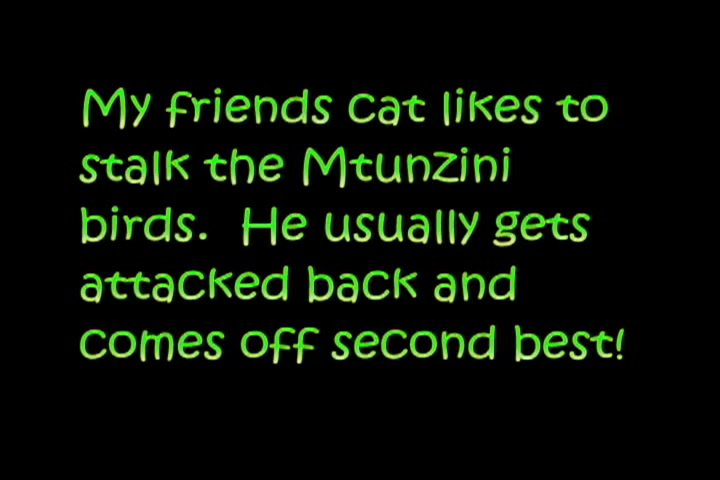 My friends cat likes to
stalk the Mtunzini
birds.  He usually gets
attacked back and
comes off second best!